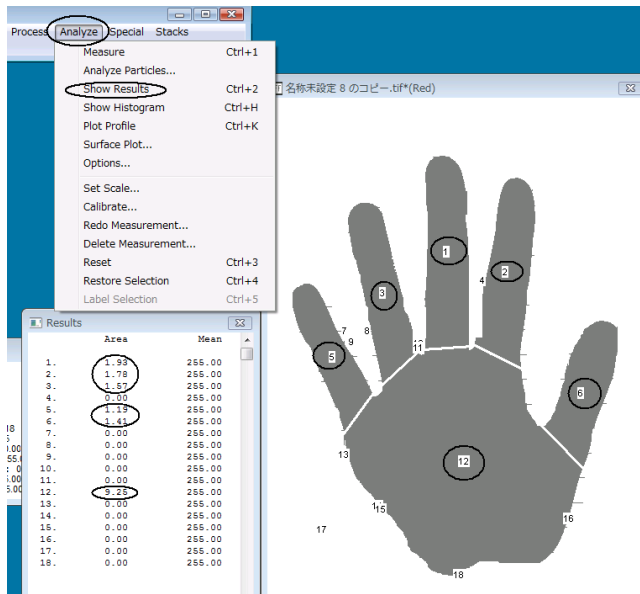 Process Analyze Special Stacks
Measure Ctrl+1
Analyze Particles...
Show Results Ctrl+2
Show Histogram Ctrl+H
Plot Profile Ctrl+K
Surface Plot...
Options...
Set Scale...
Calibrate...
Redo Measurement...
Delete Measurement...
Reset Ctrl+3
Restore Selection Ctrl+4
Label Selection Ctrl+5
名称未設定 8 のコピー.tif*(Red)
1
2
3
4
5
6
7
8
9
11
12
13
15
16
17
18
Results
Area Mean
1. 1.93 255.00
2. 1.78 255.00
3. 1.57 255.00
4. 0.00 255.00
5. 1.19 255.00
6. 1.41 255.00
7. 0.00 255.00
8. 0.00 255.00
9. 0.00 255.00
10. 0.00 255.00
11. 0.00 255.00
12. 9.25 255.00
13. 0.00 255.00
14. 0.00 255.00
15. 0.00 255.00
16. 0.00 255.00
17. 0.00 255.00
18. 0.00 255.00